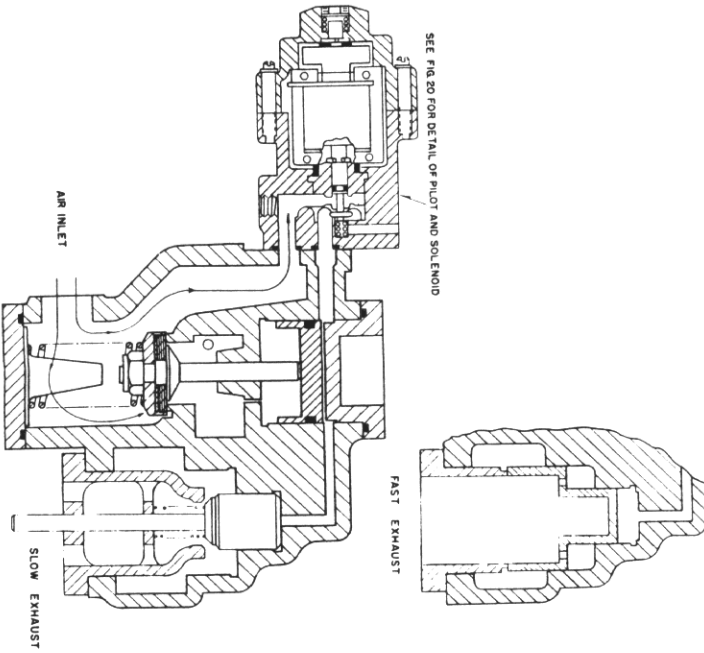 SEE FIG. 20 FOR DETAIL OF PILOT AND SOLENOID
AIR INLET
FAST EXHAUST
SLOW EXHAUST